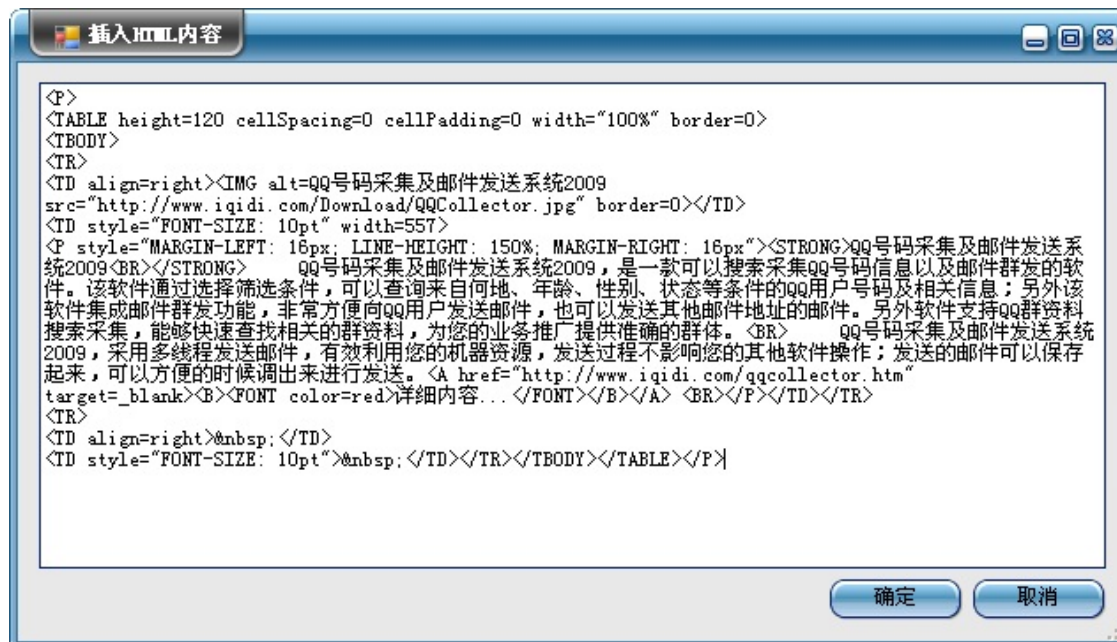 插入HTML内容
<P>
<TABLE height=120 cellSpacing=0 cellPadding=0 width="100%" border=0>
<TBODY>
<TR>
<TD align=right><IMG alt=QQ号码采集及邮件发送系统2009
src="http://www.iqidi.com/Download/QQCollector.jpg" border=0></TD>
<TD style="FONT-SIZE: 10pt" width=557>
<P style="MARGIN-LEFT: 16px; LINE-HEIGHT: 150%; MARGIN-RIGHT: 16px"><STRONG>QQ号码采集及邮件发送系
统2009<BR></STRONG>      QQ号码采集及邮件发送系统2009，是一款可以搜索采集QQ号码信息以及邮件群发的软
件。该软件通过选择筛选条件，可以查询来自何地、年龄、性别、状态等条件的QQ用户号码及相关信息；另外该
软件集成邮件群发功能，非常方便向QQ用户发送邮件，也可以发送其他邮件地址的邮件。另外软件支持QQ群资料
搜索采集，能够快速查找相关的群资料，为您的业务推广提供准确的群体。<BR>      QQ号码采集及邮件发送系统
2009，采用多线程发送邮件，有效利用您的机器资源，发送过程不影响您的其他软件操作；发送的邮件可以保存
起来，可以方便的时候调出来进行发送。<A href="http://www.iqidi.com/qqcollector.htm"
target=_blank><B><FONT color=red>详细内容...</FONT></B></A> <BR></P></TD></TR>
<TR>
<TD align=right>&nbsp;</TD>
<TD style="FONT-SIZE: 10pt">&nbsp;</TD></TR></TBODY></TABLE></P>
确定 取消